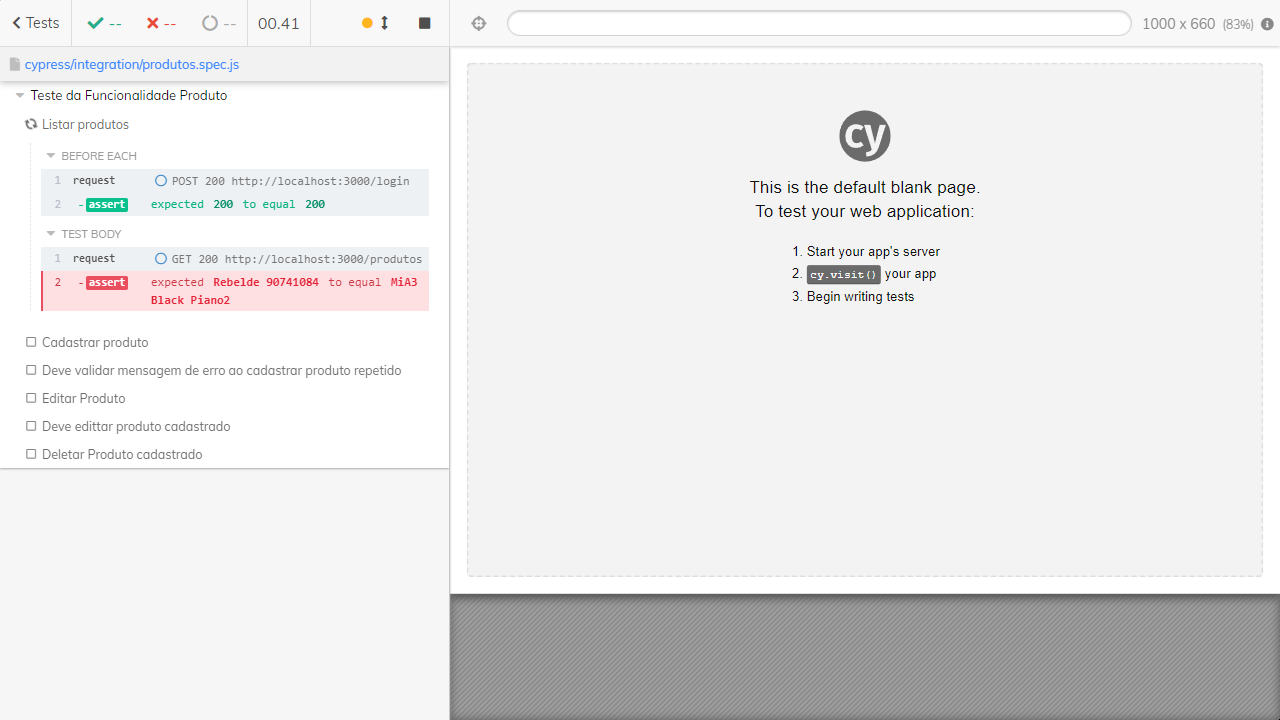 Tests
--
--
--
00.41
1000 x 660 (83%)
cypress/integration/produtos.spec.js
Teste da Funcionalidade Produto
Listar produtos
BEFORE EACH
1 request POST 200 http://localhost:3000/login
2 -assert expected 200 to equal 200
TEST BODY
1 request GET 200 http://localhost:3000/produtos
2 -assert expected Rebelde 90741084 to equal MiA3
Black Piano2
Cadastrar produto
Deve validar mensagem de erro ao cadastrar produto repetido
Editar Produto
Deve edittar produto cadastrado
Deletar Produto cadastrado
cy
This is the default blank page.
To test your web application:
1. Start your app's server
2. cy.visit() your app
3. Begin writing tests